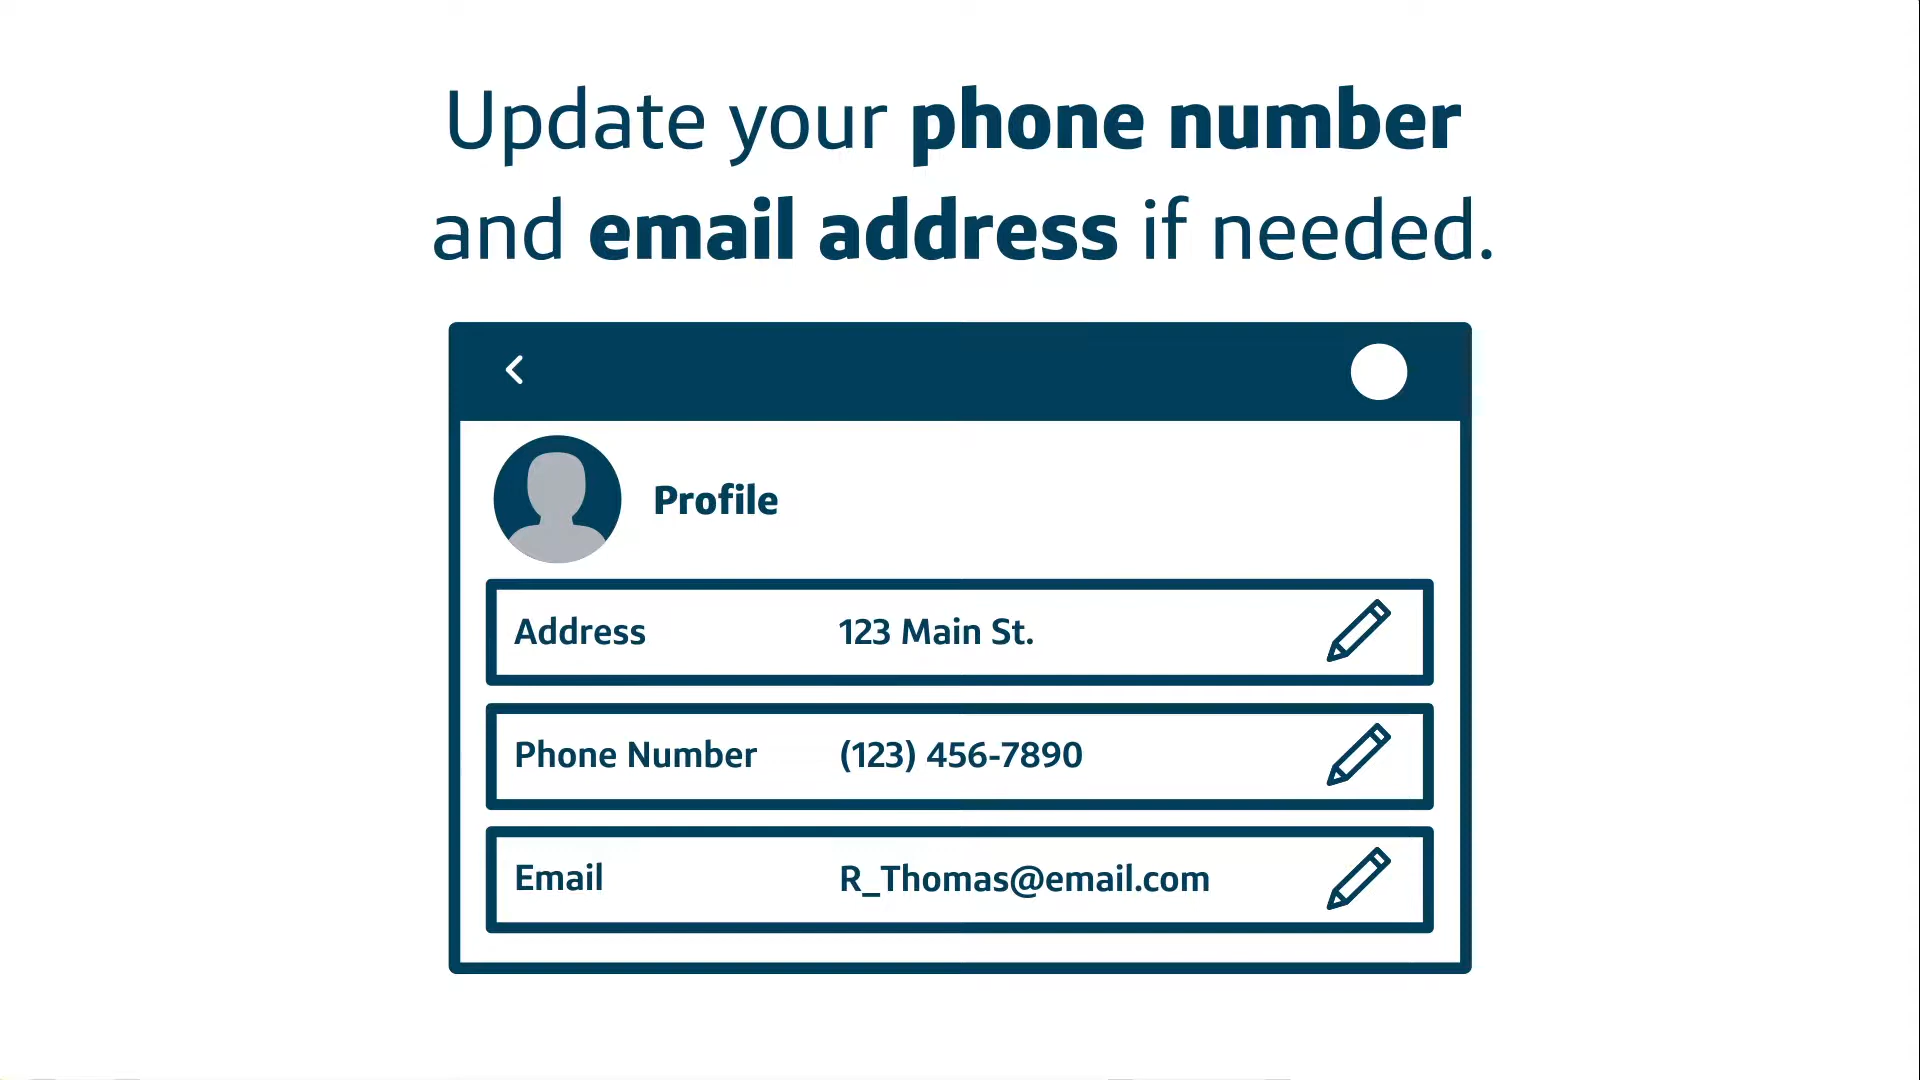 Update your phone number
and email address if needed.
Profile
Address 123 Main St.
Phone Number (123) 456-7890
Email R_Thomas@email.com